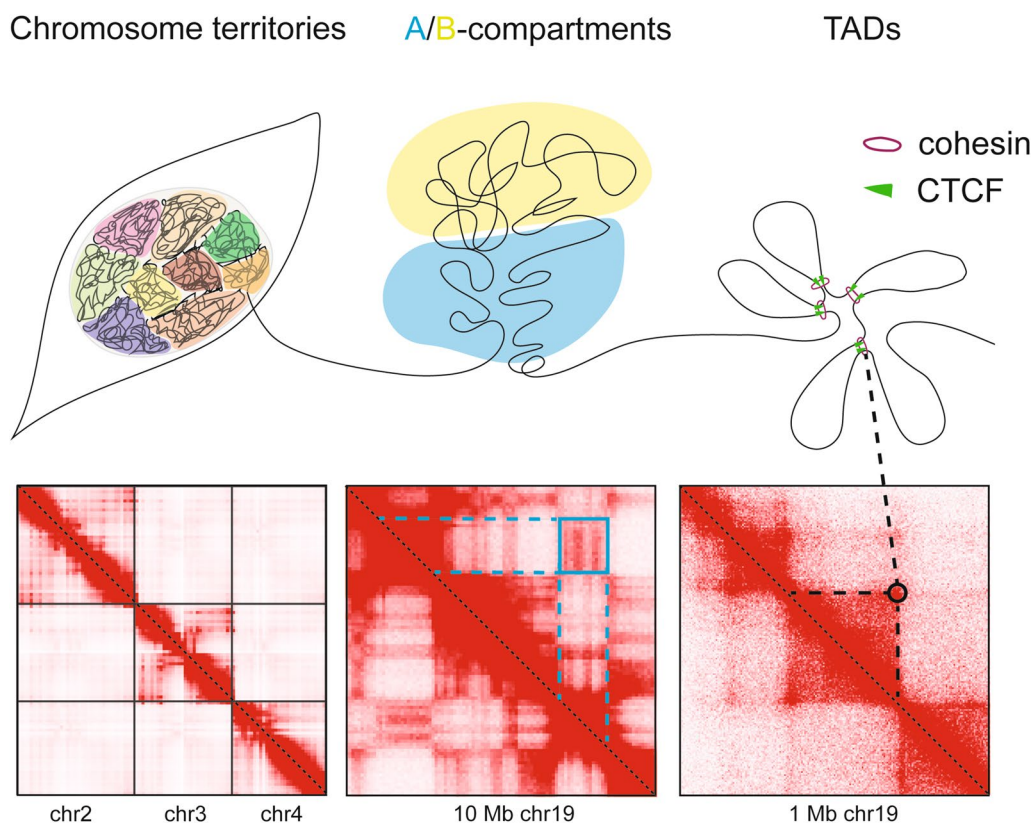 Chromosome territories
A/B-compartments
TADs
cohesin
CTCF
chr2
chr3
chr4
10 Mb chr19
1 Mb chr19